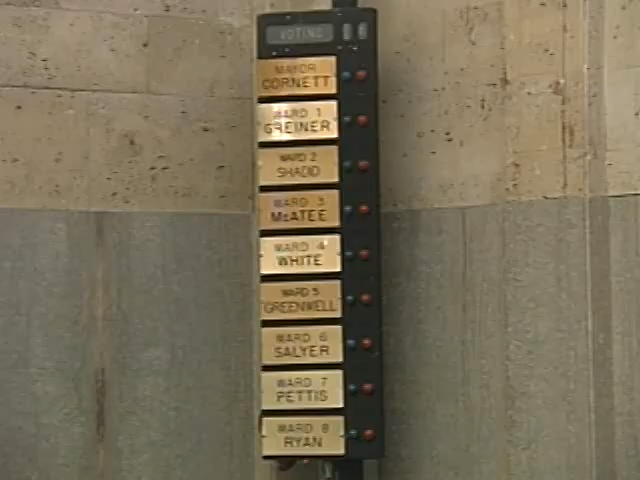 VOTING
MAYOR
CORNETT
WARD 1
GREINER
WARD 2
SHADID
WARD 3
McATEE
WARD 4
WHITE
WARD 5
GREENWELL
WARD 6
SALYER
WARD 7
PETTIS
WARD 8
RYAN